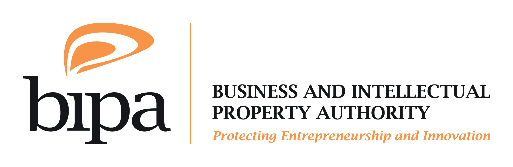 bipa
BUSINESS AND INTELLECTUAL
PROPERTY AUTHORITY
Protecting Entrepreneurship and Innovation